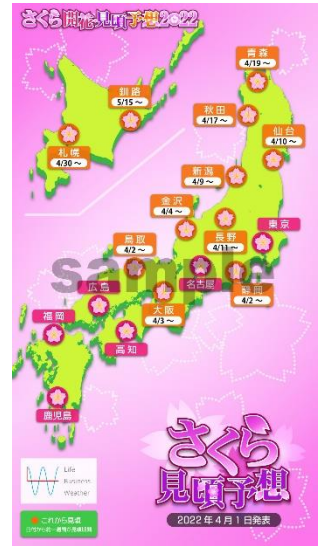 さくら開花見頃予想2022
青森
4/19～
釧路
5/15～
秋田
4/17～
札幌
4/30～
仙台
4/10～
新潟
4/9～
金沢
4/4～
鳥取
4/2～
長野
4/11～
東京
sample
名古屋
広島
静岡
4/2～
大阪
4/3～
福岡
高知
鹿児島
さくら
見頃予想
2022年4月1日発表
Life
Business
Weather
これから見頃